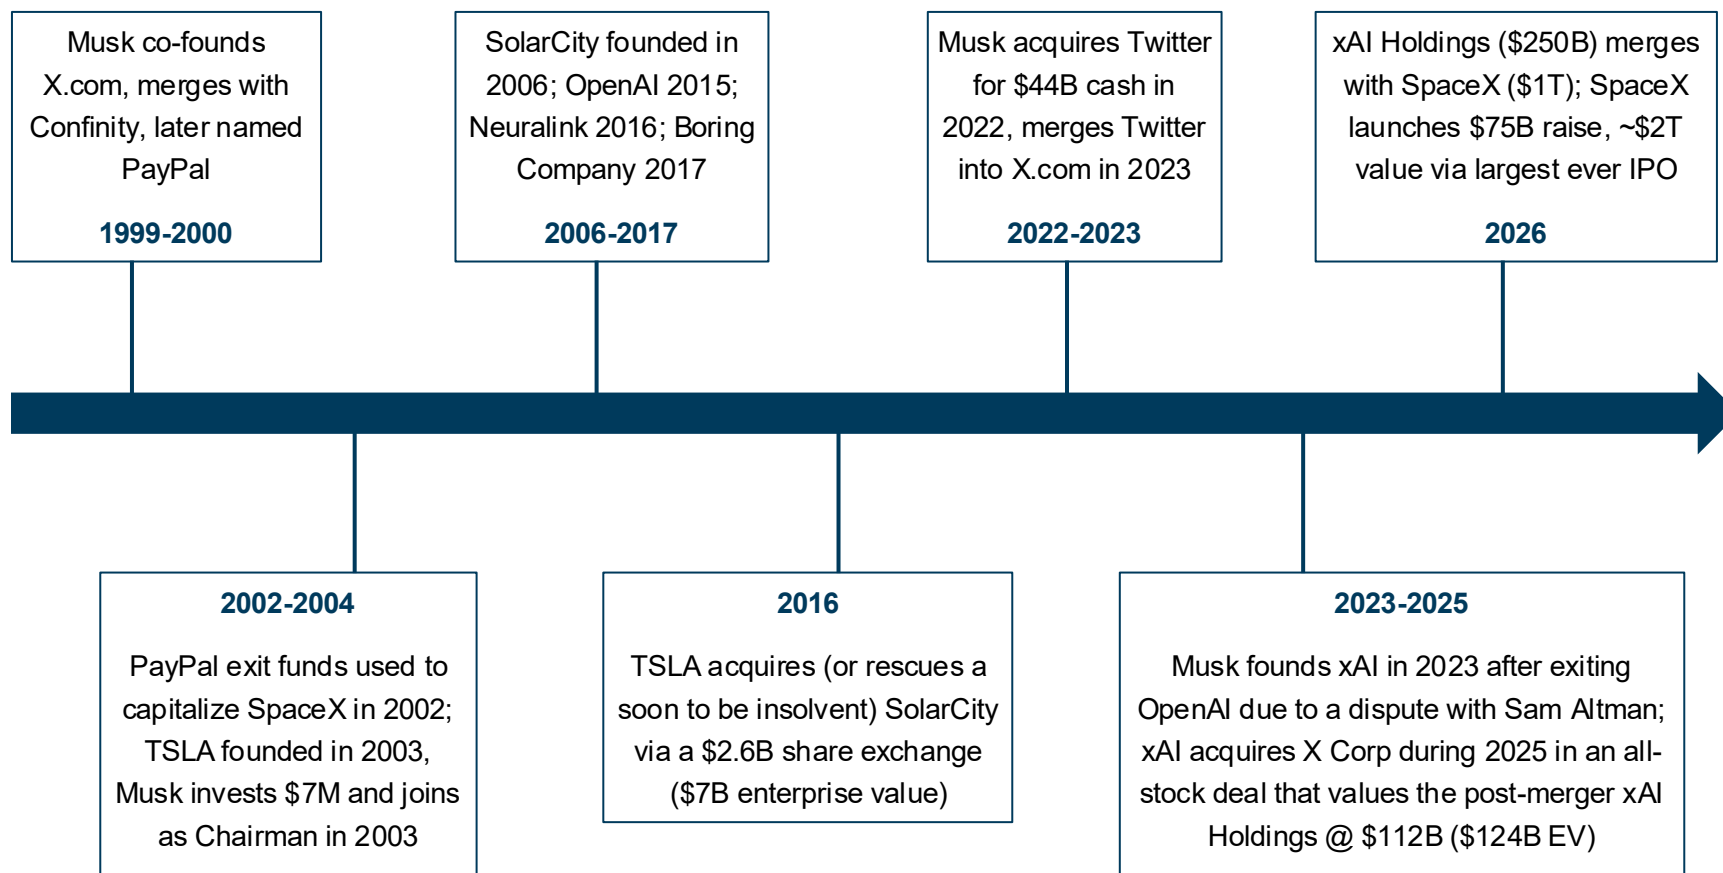 Musk co-founds
X.com, merges with
Confinity, later named
PayPal
1999-2000
SolarCity founded in
2006; OpenAI 2015;
Neuralink 2016; Boring
Company 2017
2006-2017
Musk acquires Twitter
for $44B cash in
2022, merges Twitter
into X.com in 2023
2022-2023
xAI Holdings ($250B) merges
with SpaceX ($1T); SpaceX
launches $75B raise, ~$2T
value via largest ever IPO
2026
2002-2004
PayPal exit funds used to
capitalize SpaceX in 2002;
TSLA founded in 2003,
Musk invests $7M and joins
as Chairman in 2003
2016
TSLA acquires (or rescues a
soon to be insolvent) SolarCity
via a $2.6B share exchange
($7B enterprise value)
2023-2025
Musk founds xAI in 2023 after exiting
OpenAI due to a dispute with Sam Altman;
xAI acquires X Corp during 2025 in an all-
stock deal that values the post-merger xAI
Holdings @ $112B ($124B EV)